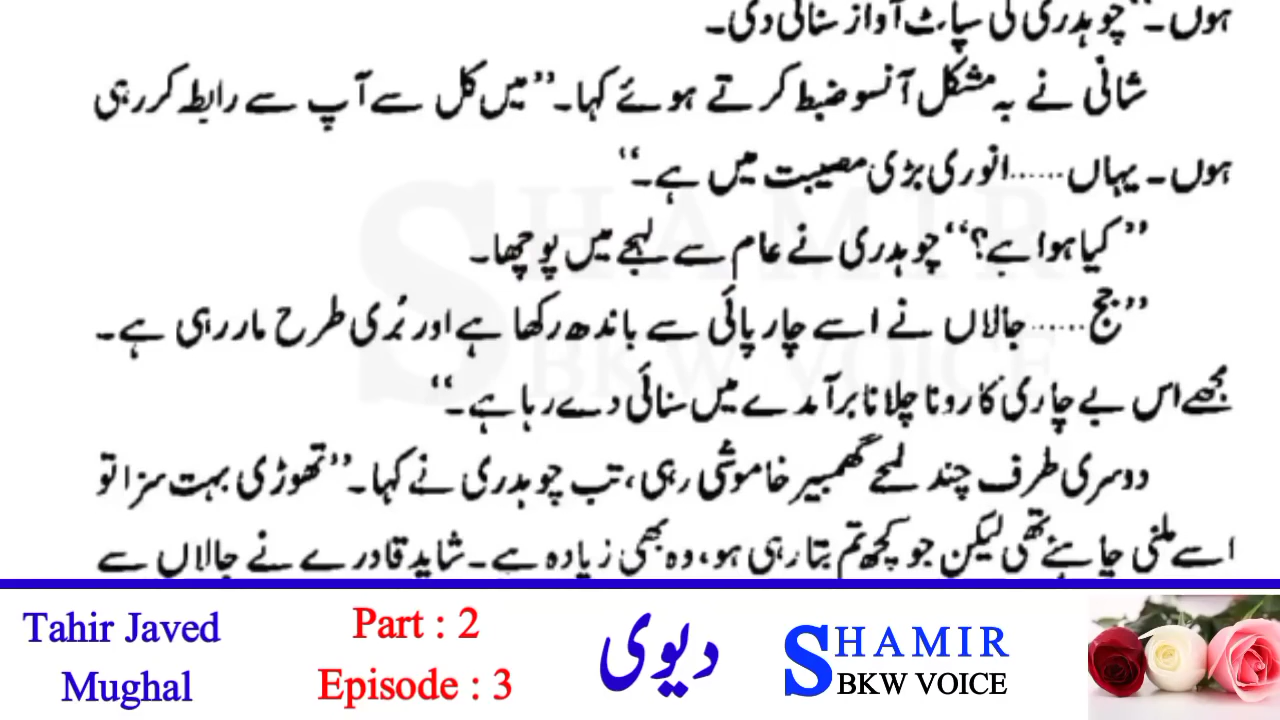 ہوں۔‘‘ چوہدری کی سپاٹ آواز سنائی دی۔
شانی نے بہ مشکل آنسو ضبط کرتے ہوئے کہا۔ ’’میں کل سے آپ سے رابطہ کر رہی
ہوں۔ یہاں...... انوری بڑی مصیبت میں ہے۔‘‘
’’کیا ہوا ہے؟‘‘ چوہدری نے عام سے لہجے میں پوچھا۔
’’جج...... جالاں نے اسے چارپائی سے باندھ رکھا ہے اور بُری طرح مار رہی ہے۔
مجھے اس بے چاری کا رونا چلانا برآمدے میں سنائی دے رہا ہے۔‘‘
دوسری طرف چند لمحے گھمبیر خاموشی رہی، تب چوہدری نے کہا۔ ’’تھوڑی بہت سزا تو
اسے ملنی چاہئے تھی لیکن جو کچھ تم بتا رہی ہو، وہ بھی زیادہ ہے۔ شاید قادرے نے جالاں سے
SHAMIR
BKW VOICE
Tahir Javed
Mughal
Part : 2
Episode : 3
دیوی
SHAMIR
BKW VOICE